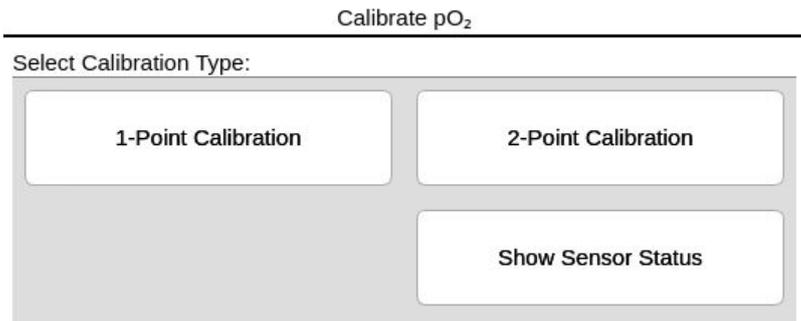 Calibrate pO₂
Select Calibration Type:
1-Point Calibration
2-Point Calibration
Show Sensor Status